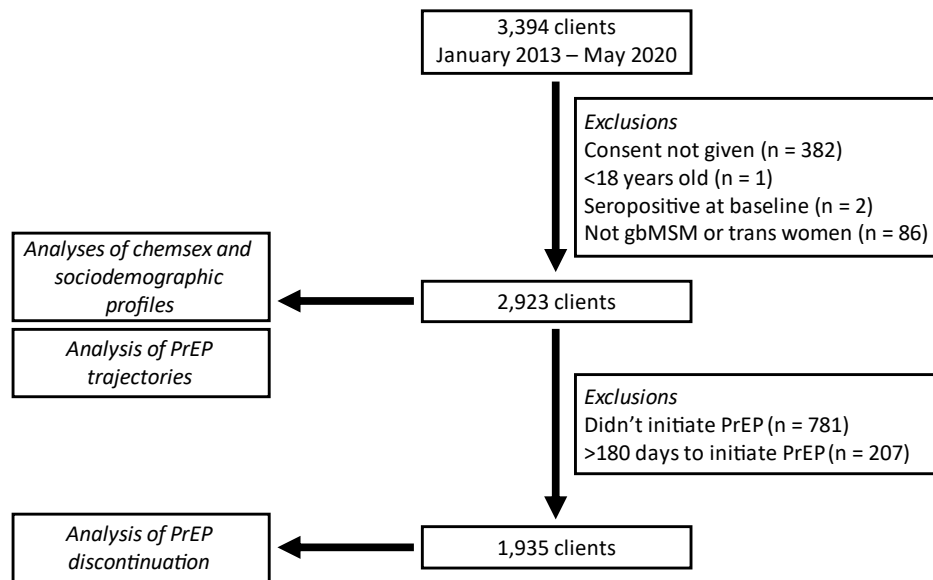 3,394 clients
January 2013 – May 2020
Exclusions
Consent not given (n = 382)
<18 years old (n = 1)
Seropositive at baseline (n = 2)
Not gbMSM or trans women (n = 86)
Analyses of chemsex and
sociodemographic
profiles
2,923 clients
Analysis of PrEP
trajectories
Exclusions
Didn’t initiate PrEP (n = 781)
>180 days to initiate PrEP (n = 207)
Analysis of PrEP
discontinuation
1,935 clients